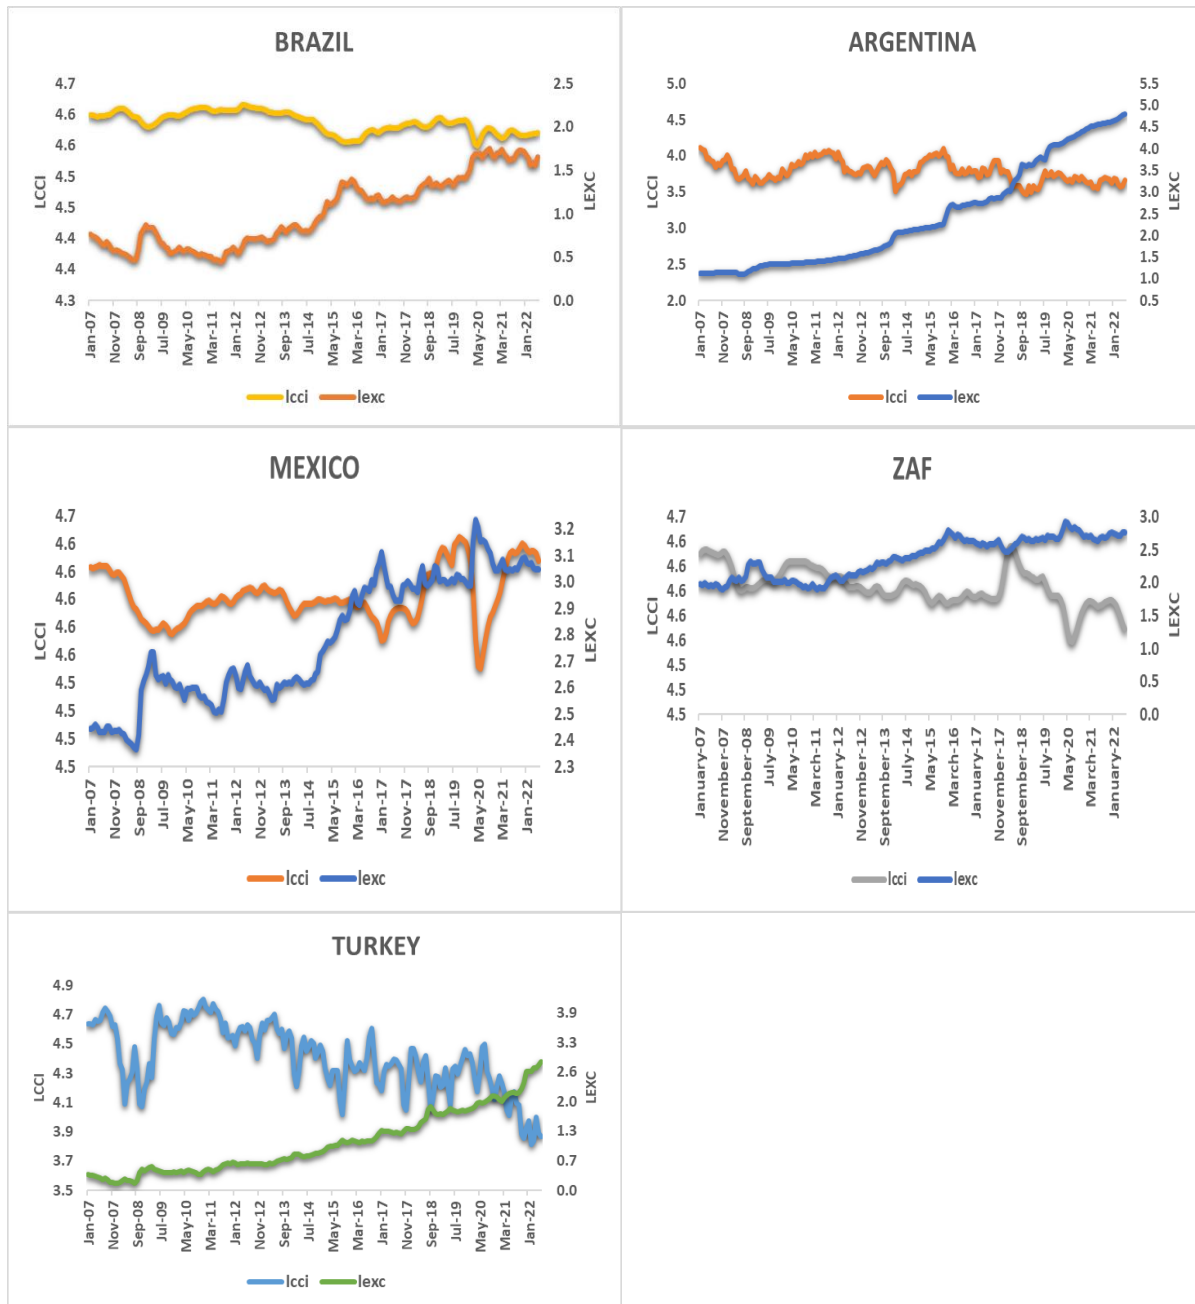 BRAZIL
4.7
4.6
4.6
4.5
4.5
4.4
4.4
4.3
LCCI
2.5
2.0
1.5
1.0
0.5
0.0
LEXC
Jan-07
Nov-07
Sep-08
Jul-09
May-10
Mar-11
Jan-12
Nov-12
Sep-13
Jul-14
May-15
Mar-16
Jan-17
Nov-17
Sep-18
Jul-19
May-20
Mar-21
Jan-22
lcci lexc
ARGENTINA
5.0
4.5
4.0
3.5
3.0
2.5
2.0
LCCI
5.5
5.0
4.5
4.0
3.5
3.0
2.5
2.0
1.5
1.0
0.5
LEXC
Jan-07
Nov-07
Sep-08
Jul-09
May-10
Mar-11
Jan-12
Nov-12
Sep-13
Jul-14
May-15
Mar-16
Jan-17
Nov-17
Sep-18
Jul-19
May-20
Mar-21
Jan-22
lcci lexc
MEXICO
4.7
4.6
4.6
4.6
4.6
4.6
4.5
4.5
4.5
4.5
LCCI
3.2
3.1
3.0
2.9
2.8
2.7
2.6
2.5
2.4
2.3
LEXC
Jan-07
Nov-07
Sep-08
Jul-09
May-10
Mar-11
Jan-12
Nov-12
Sep-13
Jul-14
May-15
Mar-16
Jan-17
Nov-17
Sep-18
Jul-19
May-20
Mar-21
Jan-22
lcci lexc
ZAF
4.7
4.6
4.6
4.6
4.6
4.6
4.5
4.5
4.5
LCCI
3.0
2.5
2.0
1.5
1.0
0.5
0.0
LEXC
January-07
November-07
September-08
July-09
May-10
March-11
January-12
November-12
September-13
July-14
May-15
March-16
January-17
November-17
September-18
July-19
May-20
March-21
January-22
lcci lexc
TURKEY
4.9
4.7
4.5
4.3
4.1
3.9
3.7
3.5
LCCI
3.9
3.3
2.6
2.0
1.3
0.7
0.0
LEXC
Jan-07
Nov-07
Sep-08
Jul-09
May-10
Mar-11
Jan-12
Nov-12
Sep-13
Jul-14
May-15
Mar-16
Jan-17
Nov-17
Sep-18
Jul-19
May-20
Mar-21
Jan-22
lcci lexc